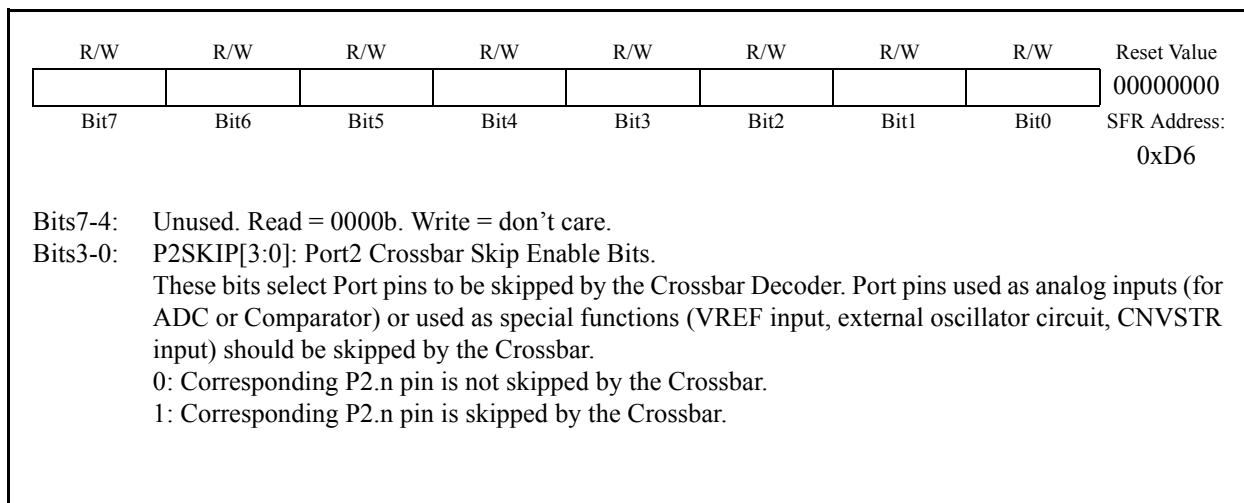 R/W R/W R/W R/W R/W R/W R/W R/W Reset Value
00000000
Bit7 Bit6 Bit5 Bit4 Bit3 Bit2 Bit1 Bit0 SFR Address:
0xD6
Bits7-4: Unused. Read = 0000b. Write = don’t care.
Bits3-0: P2SKIP[3:0]: Port2 Crossbar Skip Enable Bits.
These bits select Port pins to be skipped by the Crossbar Decoder. Port pins used as analog inputs (for
ADC or Comparator) or used as special functions (VREF input, external oscillator circuit, CNVSTR
input) should be skipped by the Crossbar.
0: Corresponding P2.n pin is not skipped by the Crossbar.
1: Corresponding P2.n pin is skipped by the Crossbar.